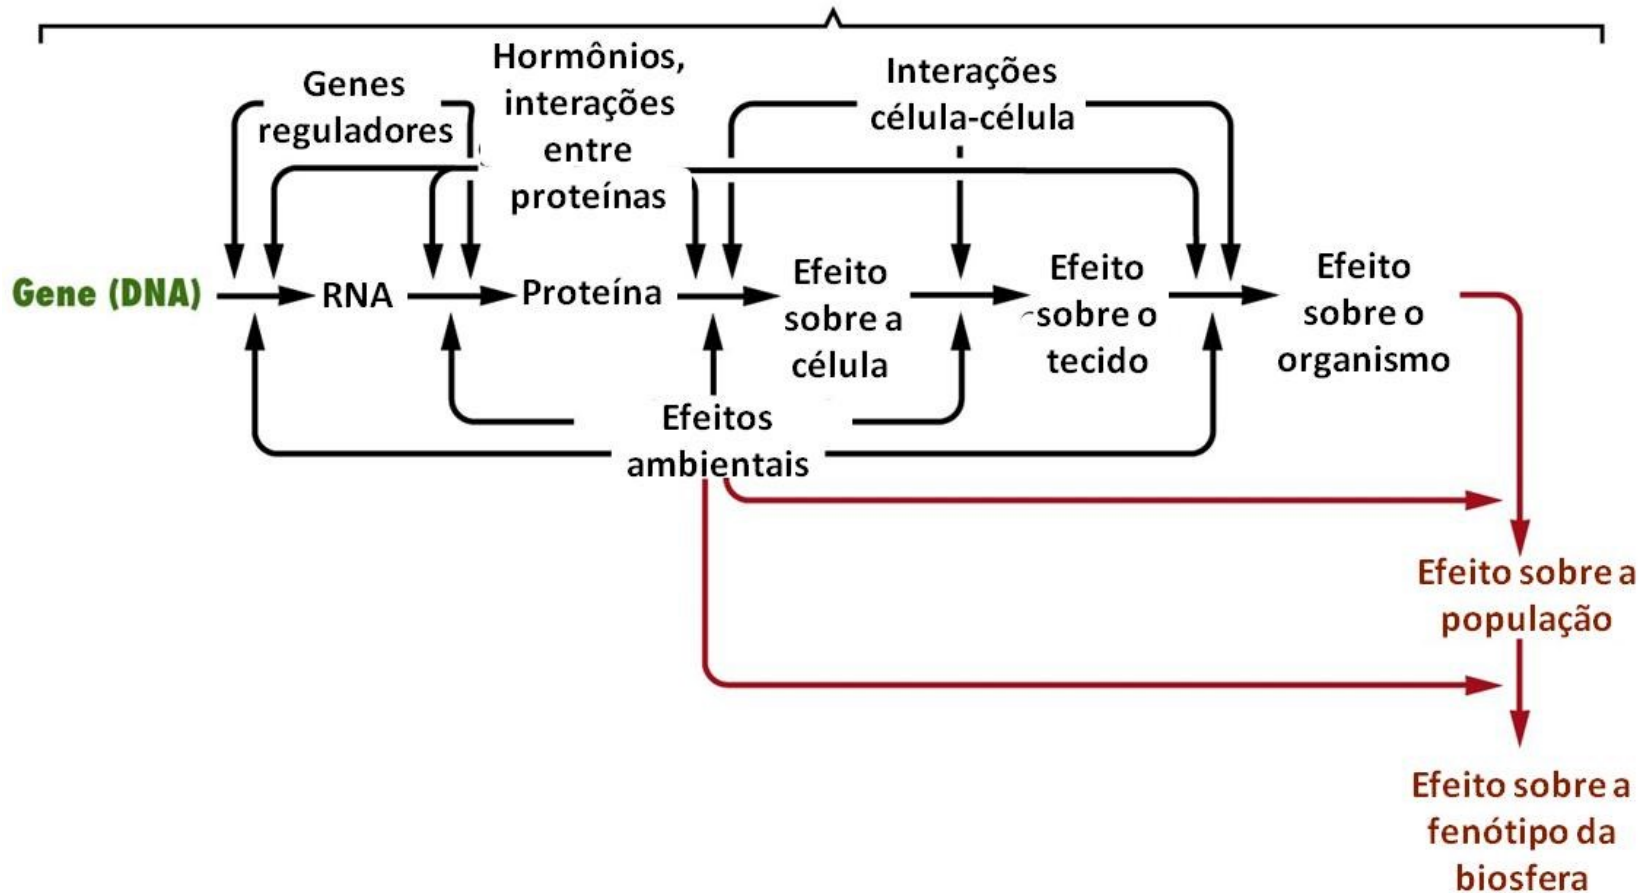 Genes
reguladores
Hormônios,
interações
entre
proteínas
Interações
célula-célula
Gene (DNA)
RNA
Proteína
Efeito
sobre a
célula
Efeito
sobre o
tecido
Efeito
sobre o
organismo
Efeitos
ambientais
Efeito sobre a
população
Efeito sobre a
fenótipo da
biosfera